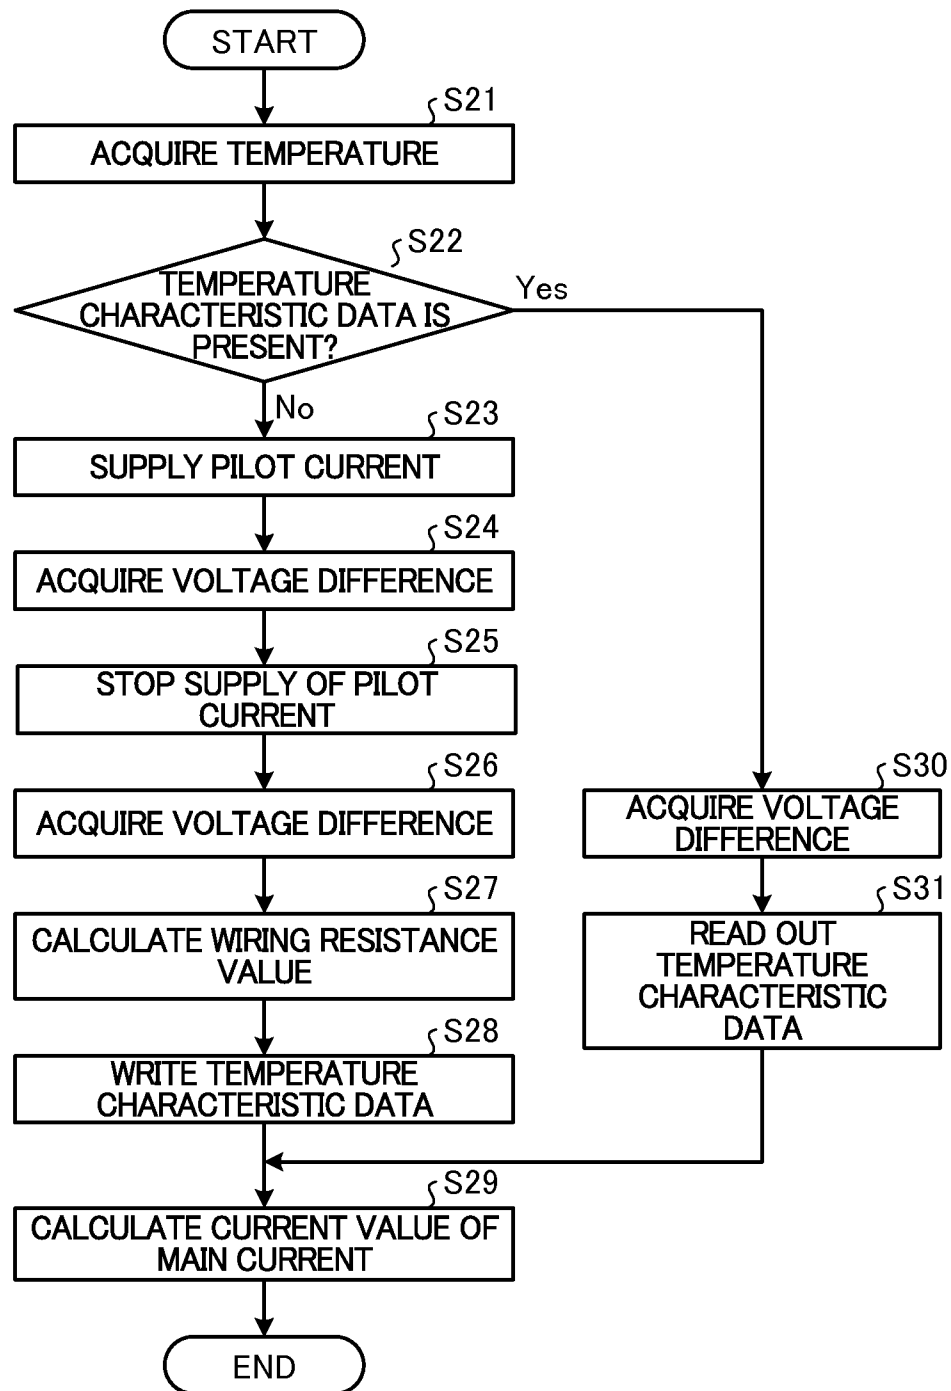 START
S21
ACQUIRE TEMPERATURE
S22
TEMPERATURE
CHARACTERISTIC DATA IS
PRESENT?
Yes
No
S23
SUPPLY PILOT CURRENT
S24
ACQUIRE VOLTAGE DIFFERENCE
S25
STOP SUPPLY OF PILOT
CURRENT
S26
ACQUIRE VOLTAGE DIFFERENCE
S27
CALCULATE WIRING RESISTANCE
VALUE
S28
WRITE TEMPERATURE
CHARACTERISTIC DATA
S30
ACQUIRE VOLTAGE
DIFFERENCE
S31
READ OUT
TEMPERATURE
CHARACTERISTIC
DATA
S29
CALCULATE CURRENT VALUE OF
MAIN CURRENT
END